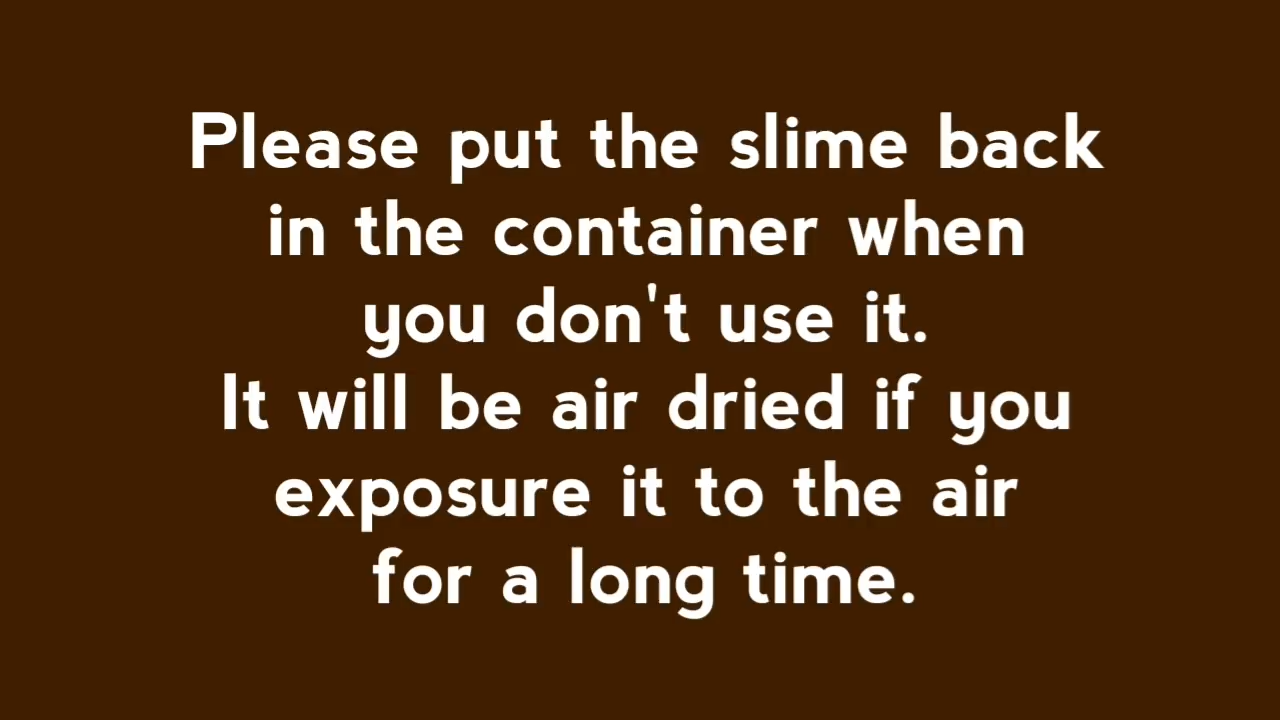 Please put the slime back
in the container when
you don't use it.
It will be air dried if you
exposure it to the air
for a long time.